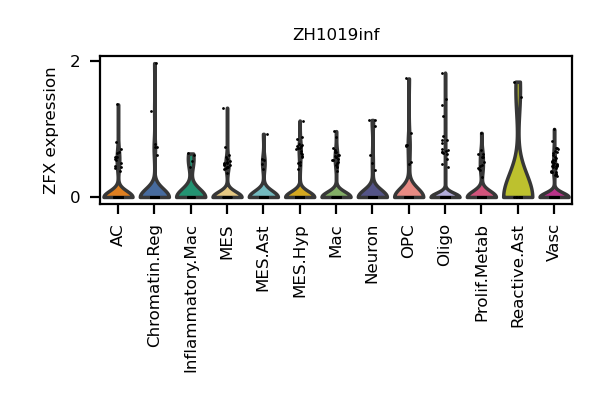 ZH1019inf
ZFX expression
2
0
AC
Chromatin.Reg
Inflammatory.Mac
MES
MES.Ast
MES.Hyp
Mac
Neuron
OPC
Oligo
Prolif.Metab
Reactive.Ast
Vasc